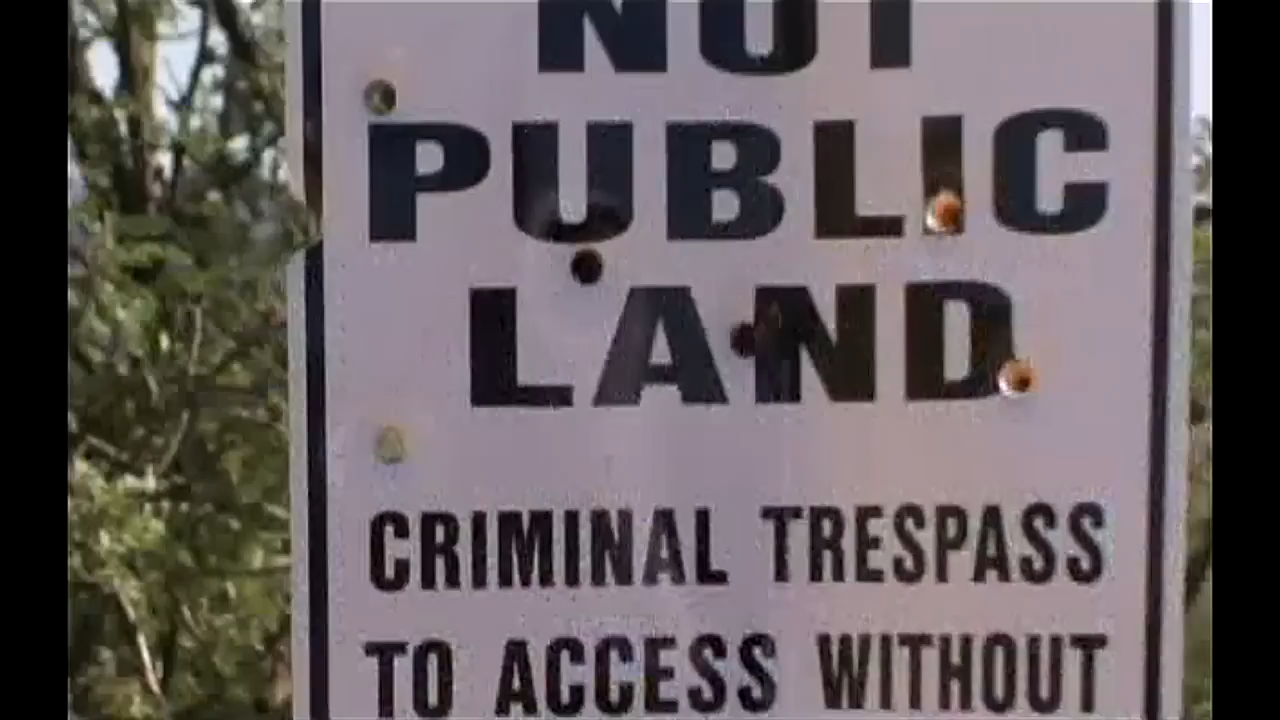 NOT
PUBLIC
LAND
CRIMINAL TRESPASS
TO ACCESS WITHOUT